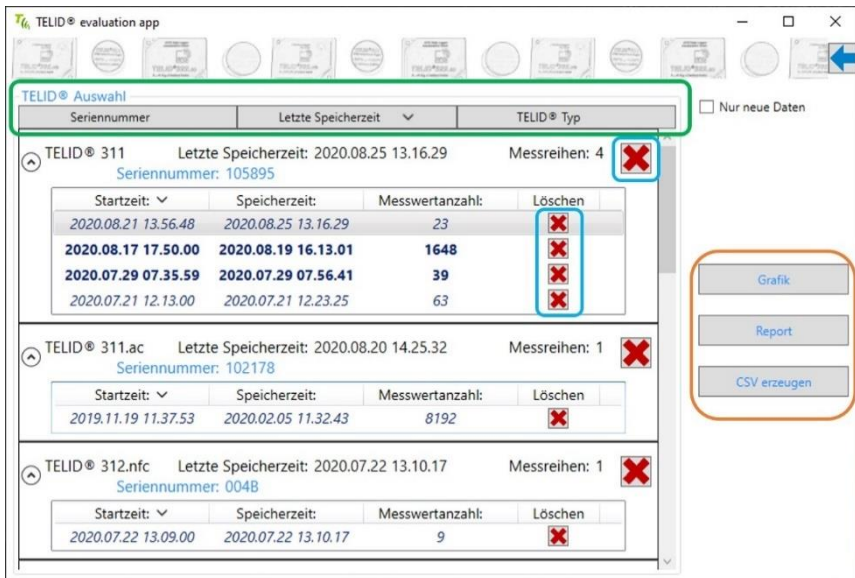 TELID® evaluation app
TELID® Auswahl
Seriennummer Letzte Speicherzeit TELID® Typ
Nur neue Daten
TELID® 311 Letzte Speicherzeit: 2020.08.25 13.16.29 Messreihen: 4
Seriennummer: 105895
Startzeit: Speicherzeit: Messwertanzahl: Löschen
2020.08.21 13.56.48 2020.08.25 13.16.29 23
2020.08.17 17.50.00 2020.08.19 16.13.01 1648
2020.07.29 07.35.59 2020.07.29 07.56.41 39
2020.07.21 12.13.00 2020.07.21 12.23.25 63
Grafik
Report
CSV erzeugen
TELID® 311.ac Letzte Speicherzeit: 2020.08.20 14.25.32 Messreihen: 1
Seriennummer: 102178
Startzeit: Speicherzeit: Messwertanzahl: Löschen
2019.11.19 11.37.53 2020.02.05 11.32.43 8192
TELID® 312.nfc Letzte Speicherzeit: 2020.07.22 13.10.17 Messreihen: 1
Seriennummer: 004B
Startzeit: Speicherzeit: Messwertanzahl: Löschen
2020.07.22 13.09.00 2020.07.22 13.10.17 9